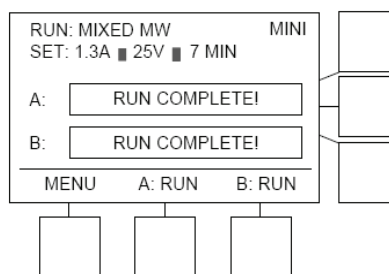 RUN: MIXED MW MINI
SET: 1.3A ▮ 25V ▮ 7 MIN
A: RUN COMPLETE!
B: RUN COMPLETE!
MENU A: RUN B: RUN